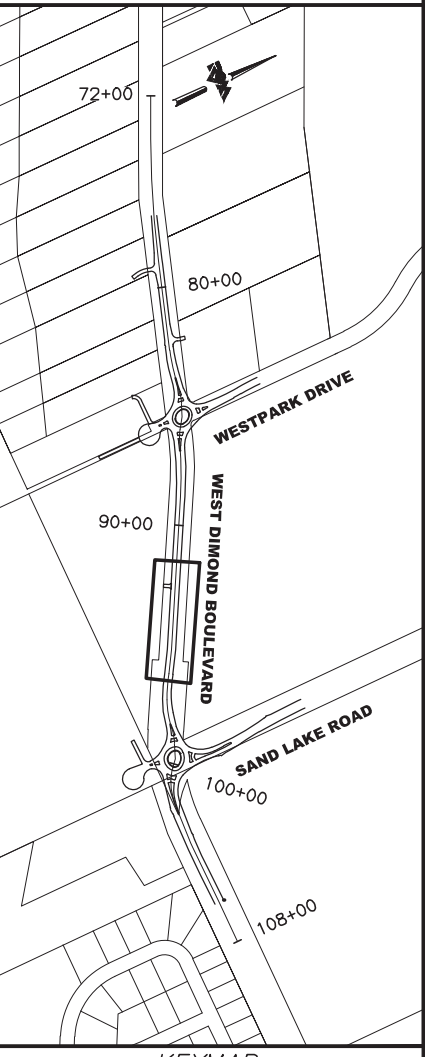 72+00
80+00
WESTPARK DRIVE
90+00
WEST DIMOND BOULEVARD
SAND LAKE ROAD
100+00
108+00
KEYMAP